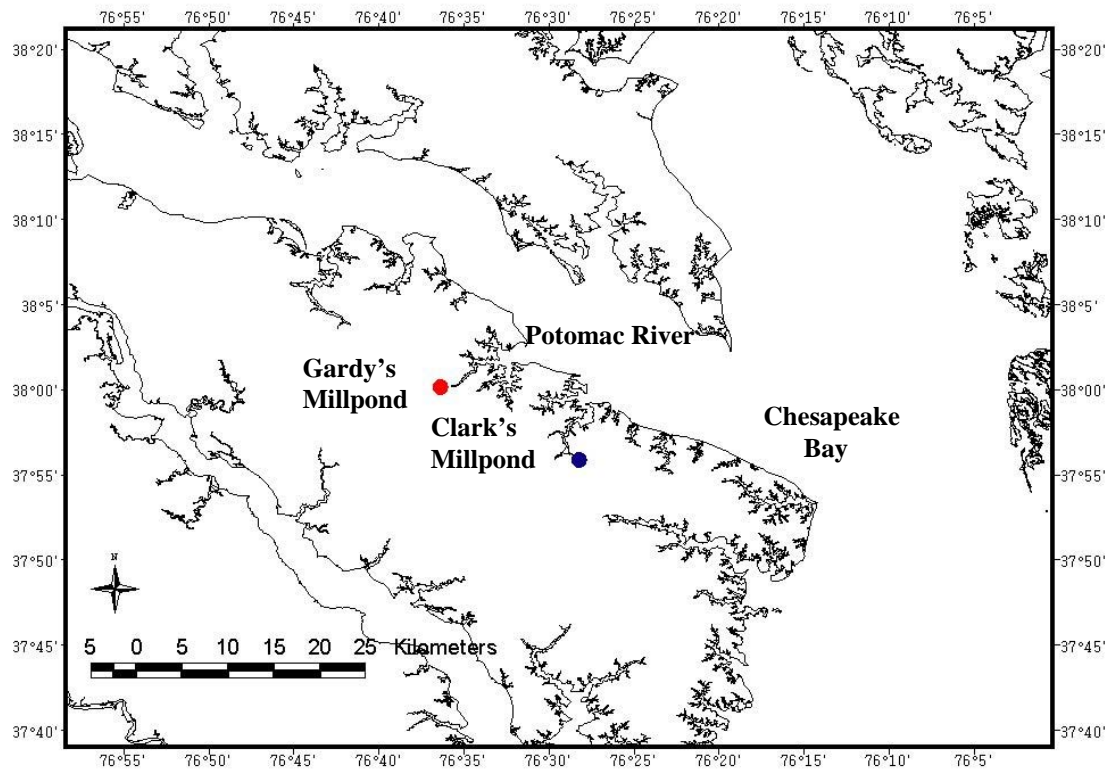 76°55' 76°50' 76°45' 76°40' 76°35' 76°30' 76°25' 76°20' 76°15' 76°10' 76°5'
38°20' 38°20'
38°15' 38°15'
38°10' 38°10'
38°5' 38°5'
Potomac River
Gardy's
Millpond
38°00' 38°00'
Clark's
Millpond
Chesapeake
Bay
37°55' 37°55'
37°50' 37°50'
N
37°45' 37°45'
5 0 5 10 15 20 25 Kilometers
37°40' 37°40'
76°55' 76°50' 76°45' 76°40' 76°35' 76°30' 76°25' 76°20' 76°15' 76°10' 76°5'